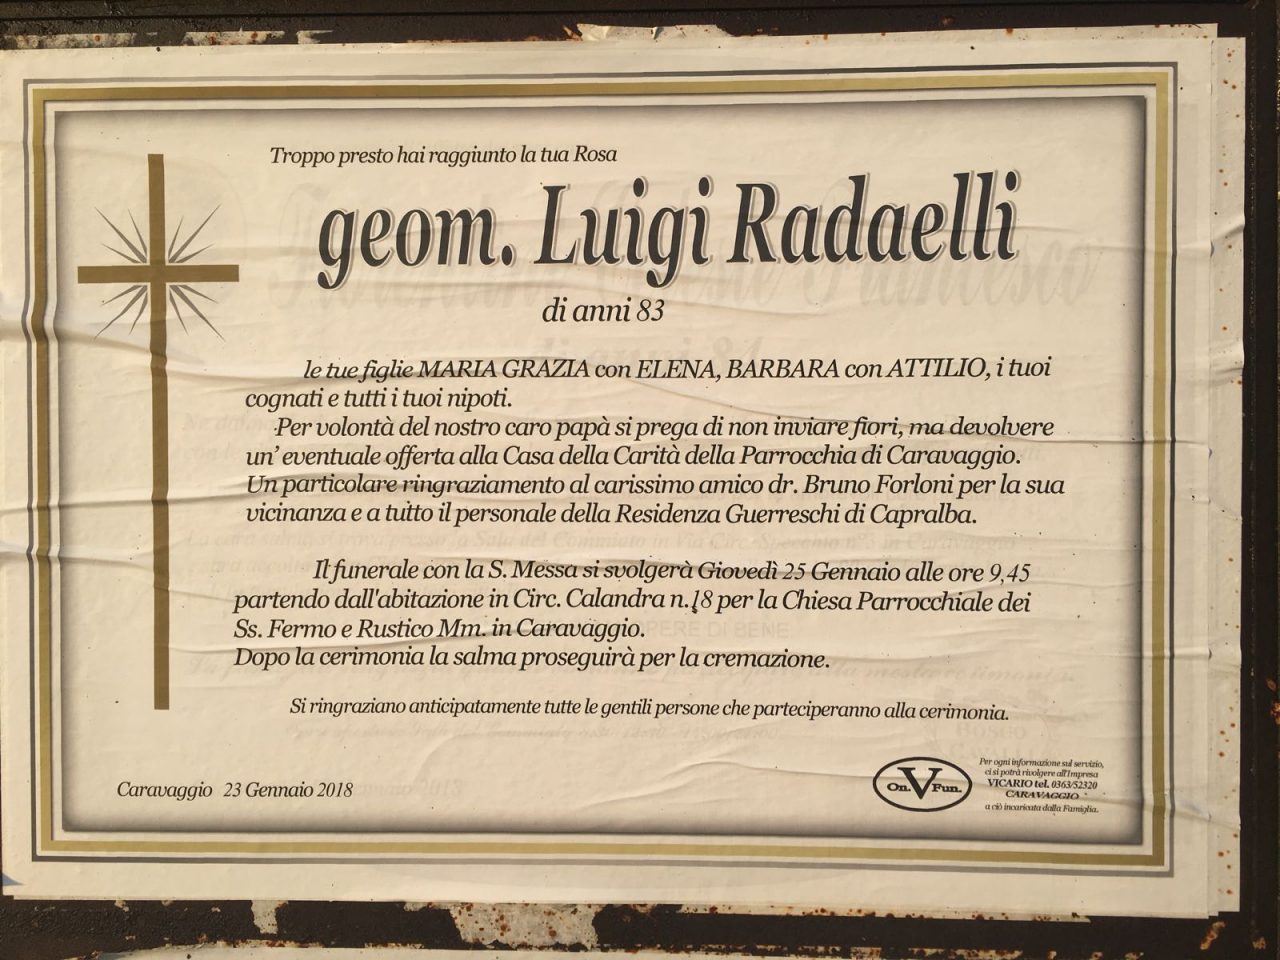 Troppo presto hai raggiunto la tua Rosa
geom. Luigi Radaelli
di anni 83
le tue figlie MARIA GRAZIA con ELENA, BARBARA con ATTILIO, i tuoi
cognati e tutti i tuoi nipoti.
Per volontà del nostro caro papà si prega di non inviare fiori, ma devolvere
un' eventuale offerta alla Casa della Carità della Parrocchia di Caravaggio.
Un particolare ringraziamento al carissimo amico dr. Bruno Forloni per la sua
vicinanza e a tutto il personale della Residenza Guerreschi di Capralba.
Il funerale con la S. Messa si svolgerà Giovedì 25 Gennaio alle ore 9,45
partendo dall'abitazione in Circ. Calandra n.18 per la Chiesa Parrocchiale dei
Ss. Fermo e Rustico Mm. in Caravaggio.
Dopo la cerimonia la salma proseguirà per la cremazione.
Si ringraziano anticipatamente tutte le gentili persone che parteciperanno alla cerimonia.
Caravaggio 23 Gennaio 2018
On. V Fun.
Per ogni informazione sul servizio,
ci si potrà rivolgere all'Impresa
VICARIO tel. 0363/52320
CARAVAGGIO
a ciò incaricata dalla Famiglia.